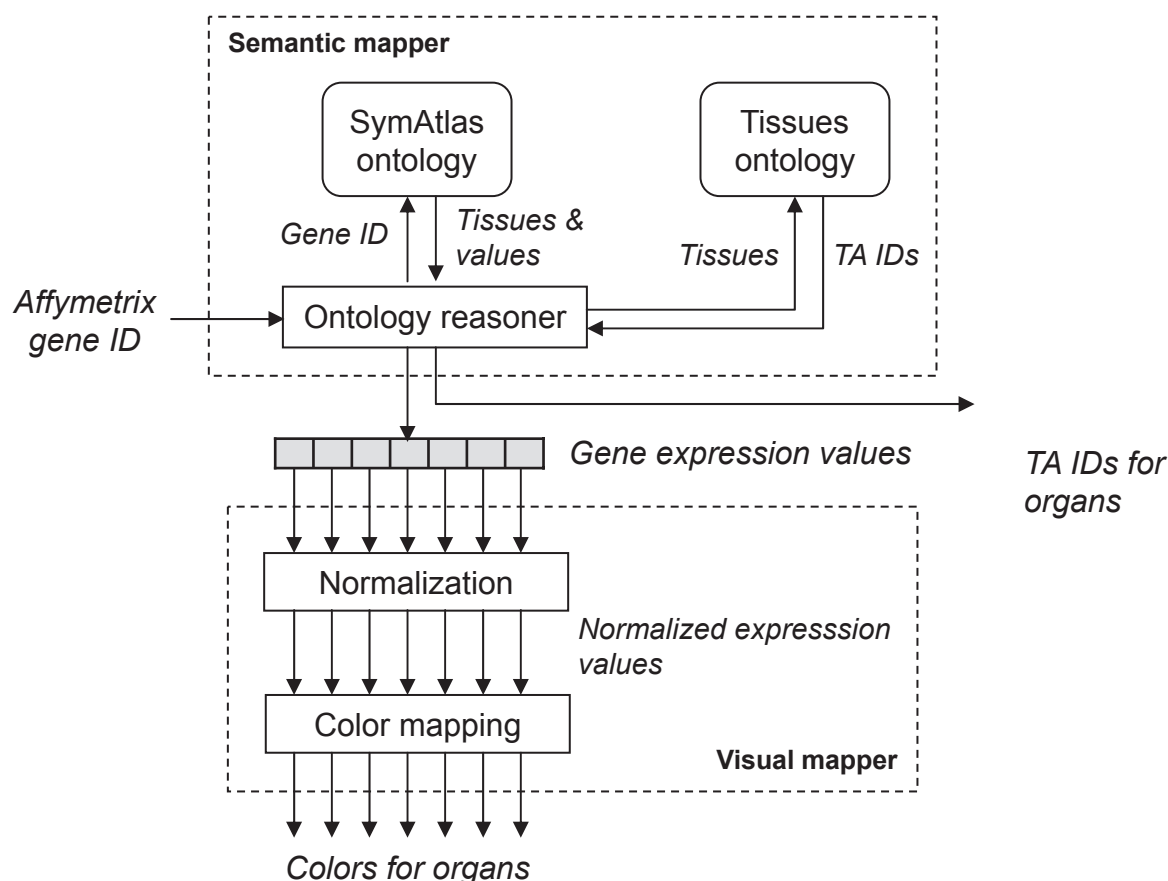 Semantic mapper
SymAtlas
ontology
Tissues
ontology
Gene ID
Tissues &
values
Tissues
TA IDs
Affymetrix
gene ID
Ontology reasoner
Gene expression values
TA IDs for
organs
Normalization
Normalized expresssion
values
Color mapping
Visual mapper
Colors for organs